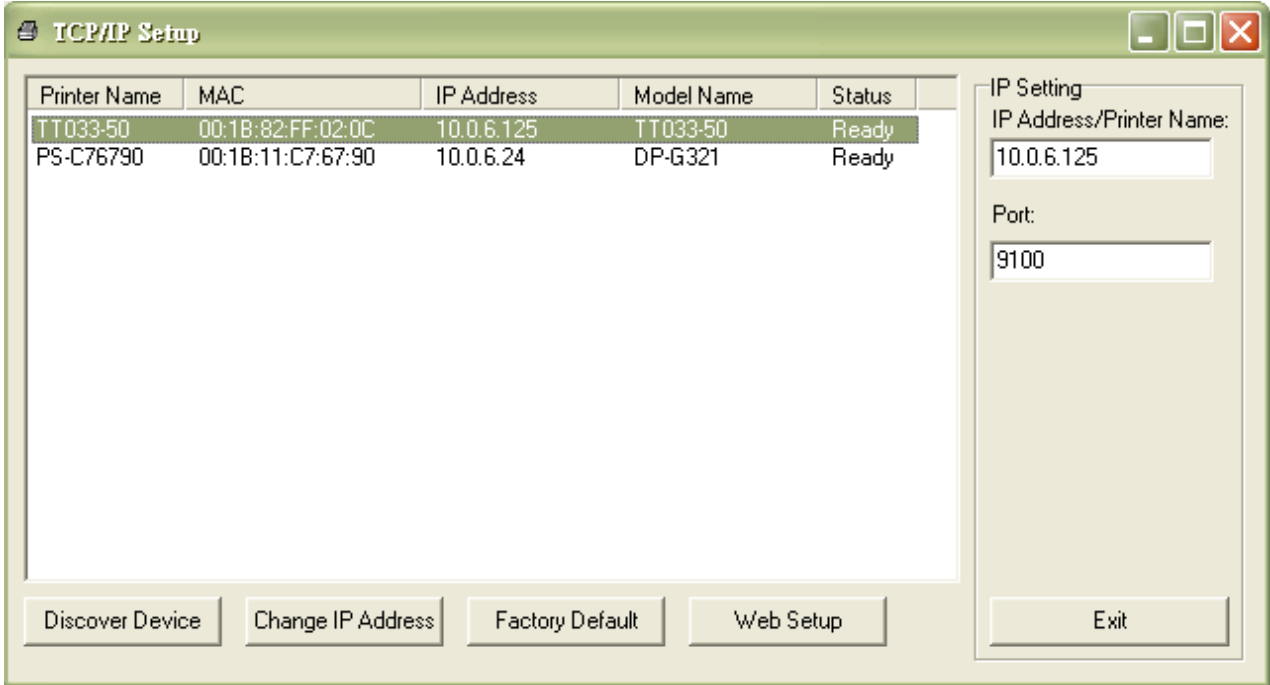 TCP/IP Setup
Printer Name MAC IP Address Model Name Status
TT033-50 00:1B:82:FF:02:0C 10.0.6.125 TT033-50 Ready
PS-C76790 00:1B:11:C7:67:90 10.0.6.24 DP-G321 Ready
IP Setting
IP Address/Printer Name:
10.0.6.125
Port:
9100
Discover Device Change IP Address Factory Default Web Setup Exit